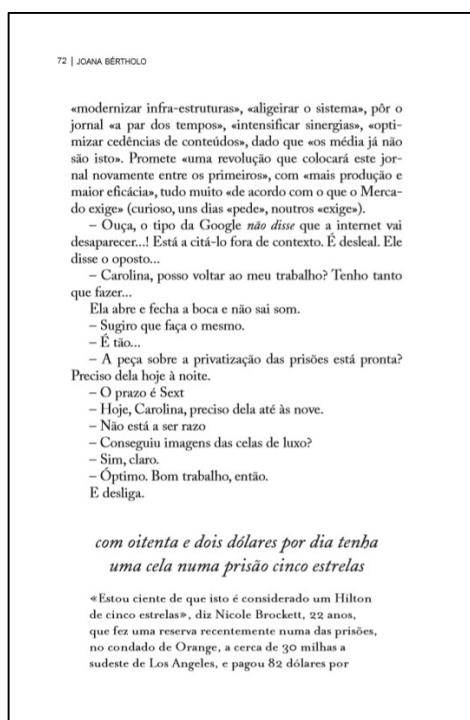 72 | JOANA BÉRTHOLO
«modernizar infra-estruturas», «aligeirar o sistema», pôr o
jornal «a par dos tempos», «intensificar sinergias», «opti-
mizar cedências de conteúdos», dado que «os média já não
são isto». Promete «uma revolução que colocará este jor-
nal novamente entre os primeiros», com «mais produção e
maior eficácia», tudo muito «de acordo com o que o Merca-
do exige» (curioso, uns dias «pede», noutros «exige»).
– Ouça, o tipo da Google não disse que a internet vai
desaparecer...! Está a citá-lo fora de contexto. É desleal. Ele
disse o oposto...
– Carolina, posso voltar ao meu trabalho? Tenho tanto
que fazer...
Ela abre e fecha a boca e não sai som.
– Sugiro que faça o mesmo.
– É tão...
– A peça sobre a privatização das prisões está pronta?
Preciso dela hoje à noite.
– O prazo é Sext
– Hoje, Carolina, preciso dela até às nove.
– Não está a ser razo
– Conseguiu imagens das celas de luxo?
– Sim, claro.
– Óptimo. Bom trabalho, então.
E desliga.
com oitenta e dois dólares por dia tenha
uma cela numa prisão cinco estrelas
«Estou ciente de que isto é considerado um Hilton
de cinco estrelas», diz Nicole Brockett, 22 anos,
que fez uma reserva recentemente numa das prisões,
no condado de Orange, a cerca de 30 milhas a
sudeste de Los Angeles, e pagou 82 dólares por